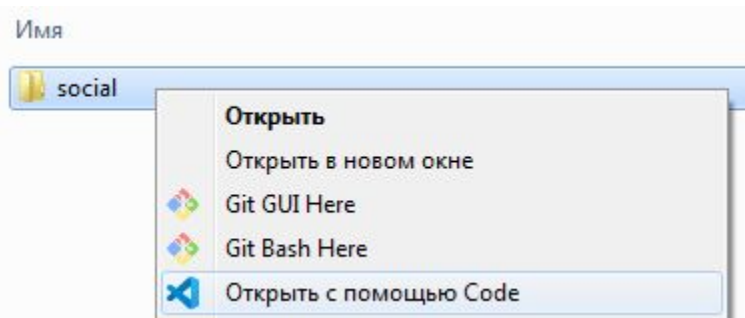 Имя
social
Открыть
Открыть в новом окне
Git GUI Here
Git Bash Here
Открыть с помощью Code